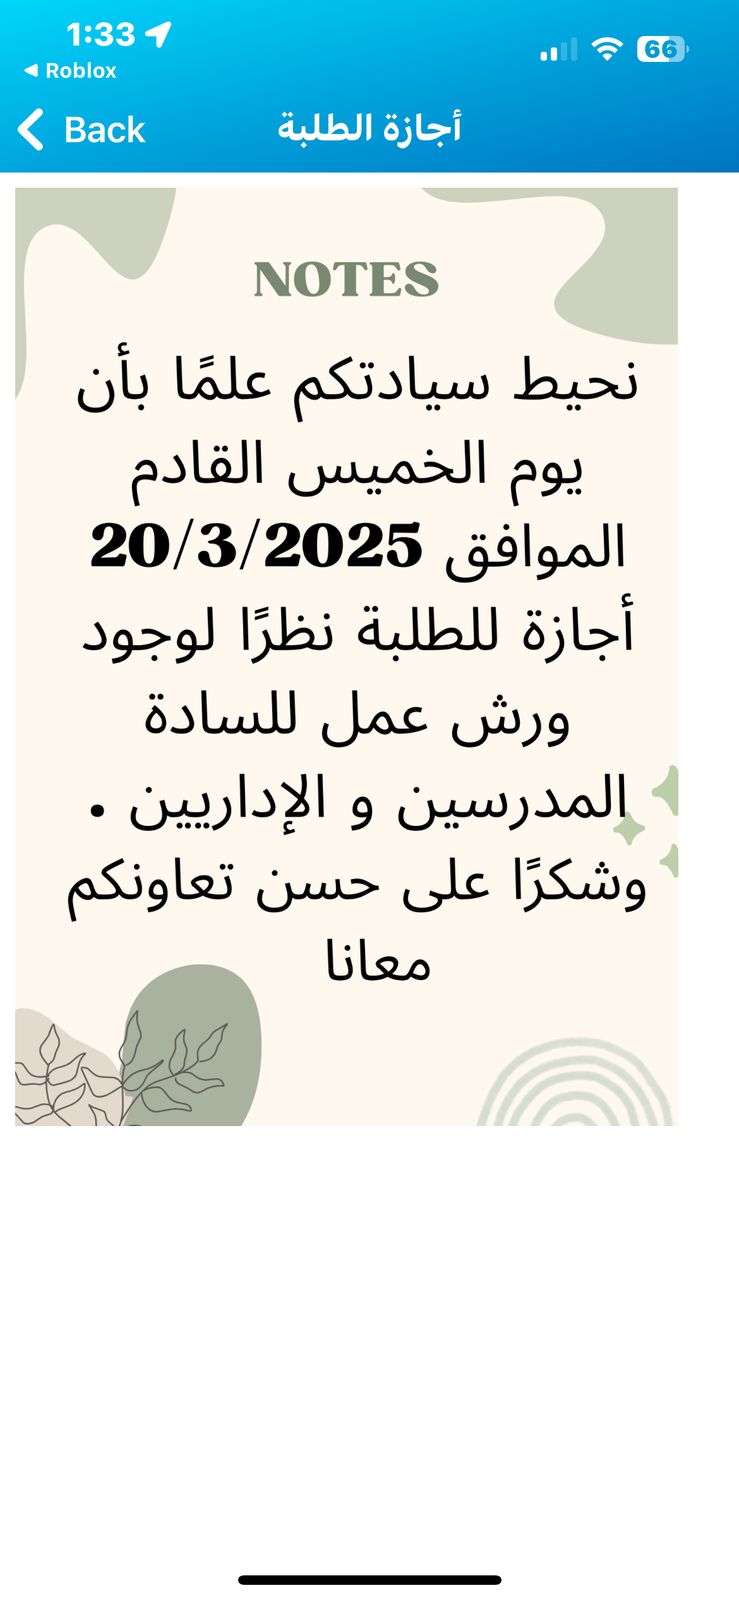 1:33
66
Roblox
Back
أجازة الطلبة
NOTES
نحيط سيادتكم علمًا بأن
يوم الخميس القادم
الموافق 20/3/2025
أجازة للطلبة نظرًا لوجود
ورش عمل للسادة
المدرسين و الإداريين .
وشكرًا على حسن تعاونكم
معانا